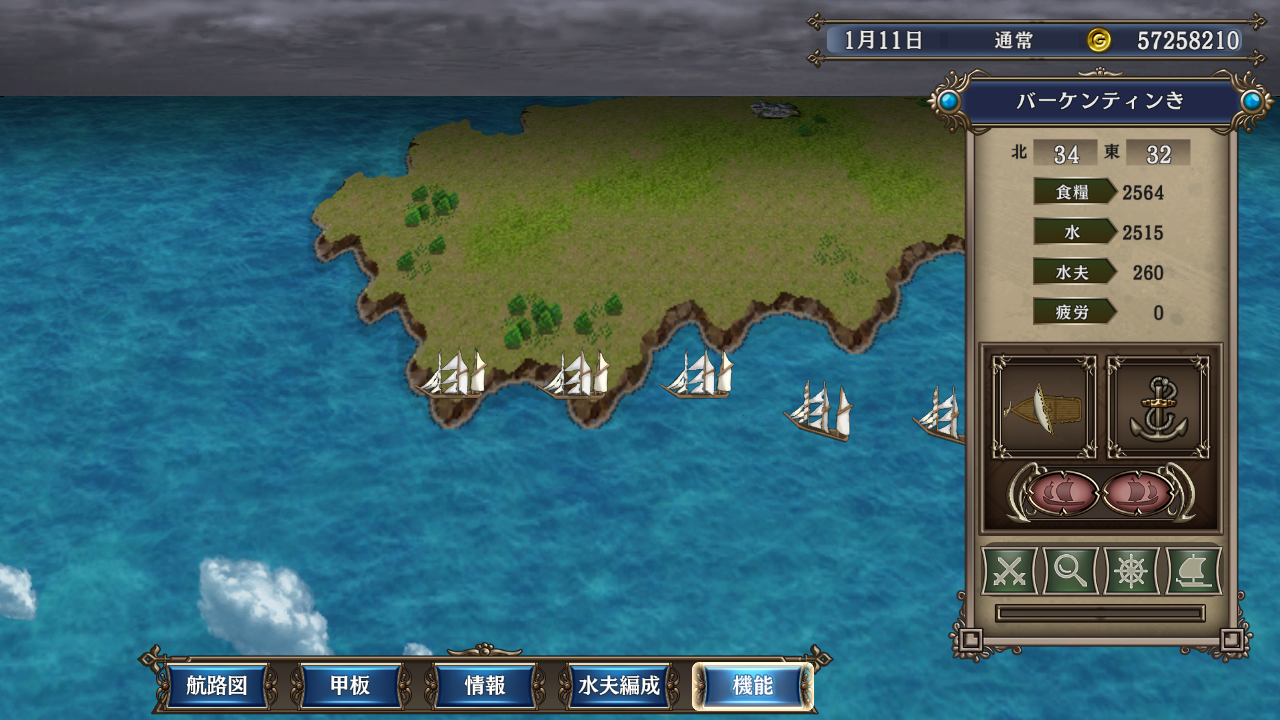 1月11日 通常 G 57258210
バーケンティンき
北 34 東 32
食糧 2564
水 2515
水夫 260
疲労 0
航路図 甲板 情報 水夫編成 機能